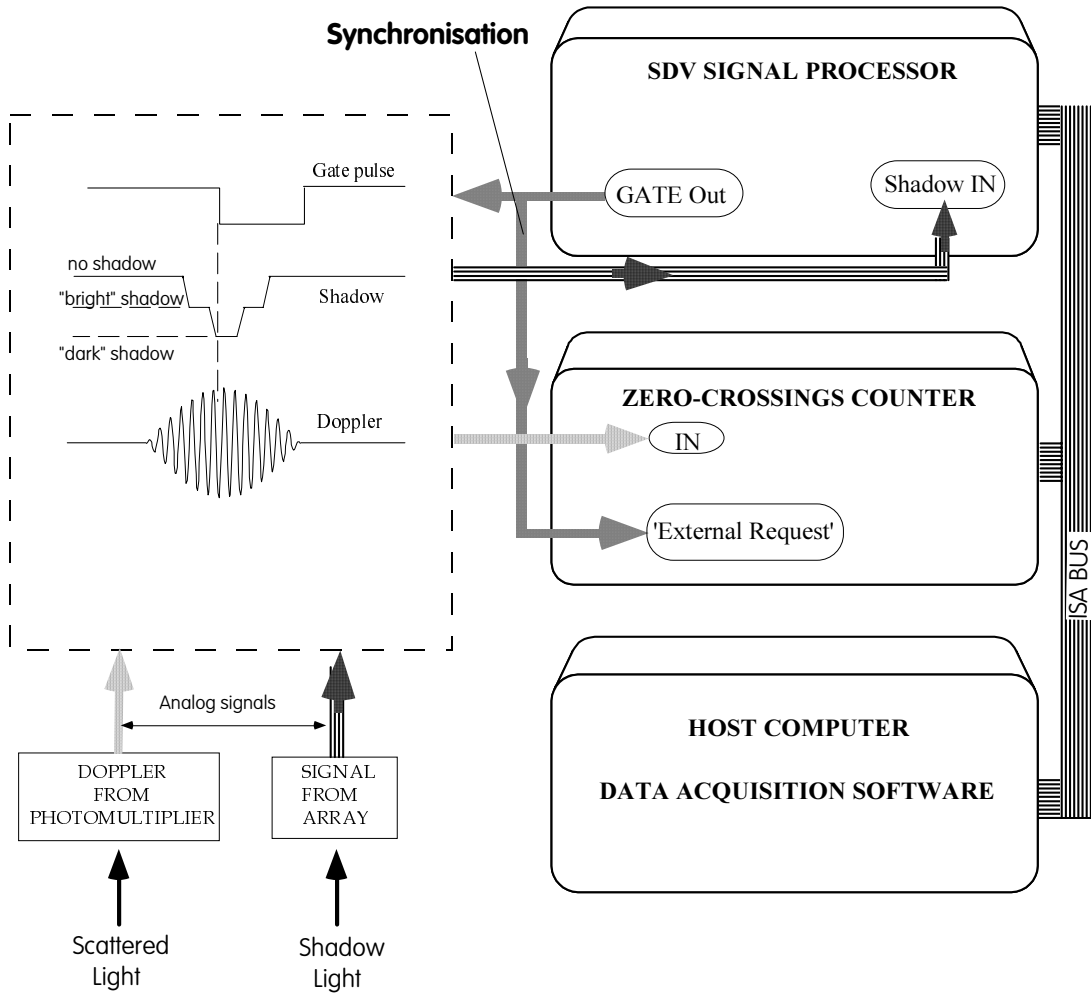 Synchronisation
SDV SIGNAL PROCESSOR
GATE Out
Shadow IN
Gate pulse
no shadow
"bright" shadow
Shadow
"dark" shadow
Doppler
ZERO-CROSSINGS COUNTER
IN
'External Request'
ISA BUS
Analog signals
DOPPLER
FROM
PHOTOMULTIPLIER
SIGNAL
FROM
ARRAY
HOST COMPUTER
DATA ACQUISITION SOFTWARE
Scattered
Light
Shadow
Light